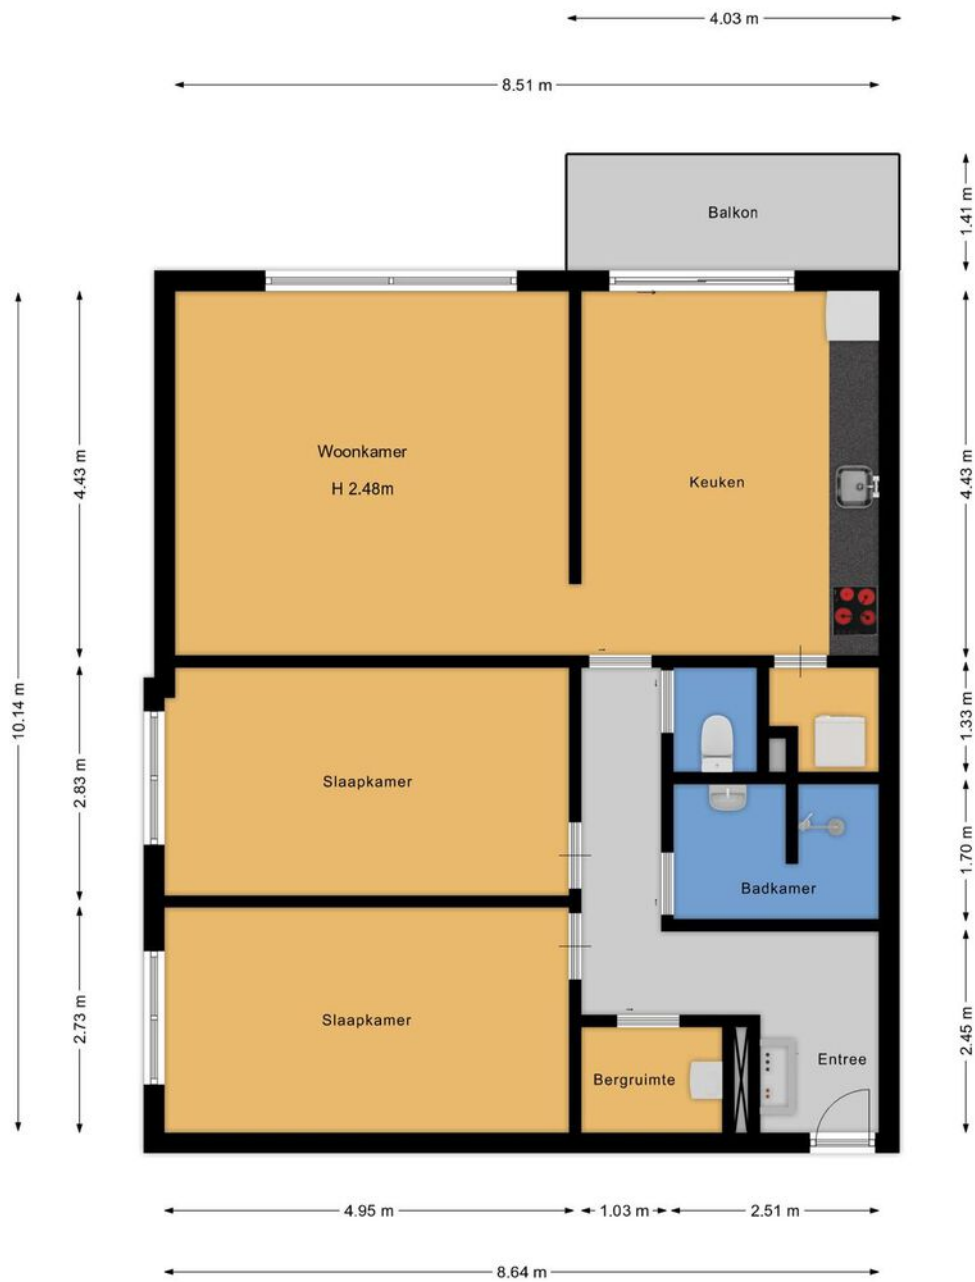 4.03 m
8.51 m
Balkon
1.41 m
Woonkamer
H 2.48m
Keuken
4.43 m
4.43 m
10.14 m
Slaapkamer
2.83 m
1.33 m
Badkamer
1.70 m
Slaapkamer
2.73 m
Bergruimte
Entree
2.45 m
4.95 m
1.03 m
2.51 m
8.64 m